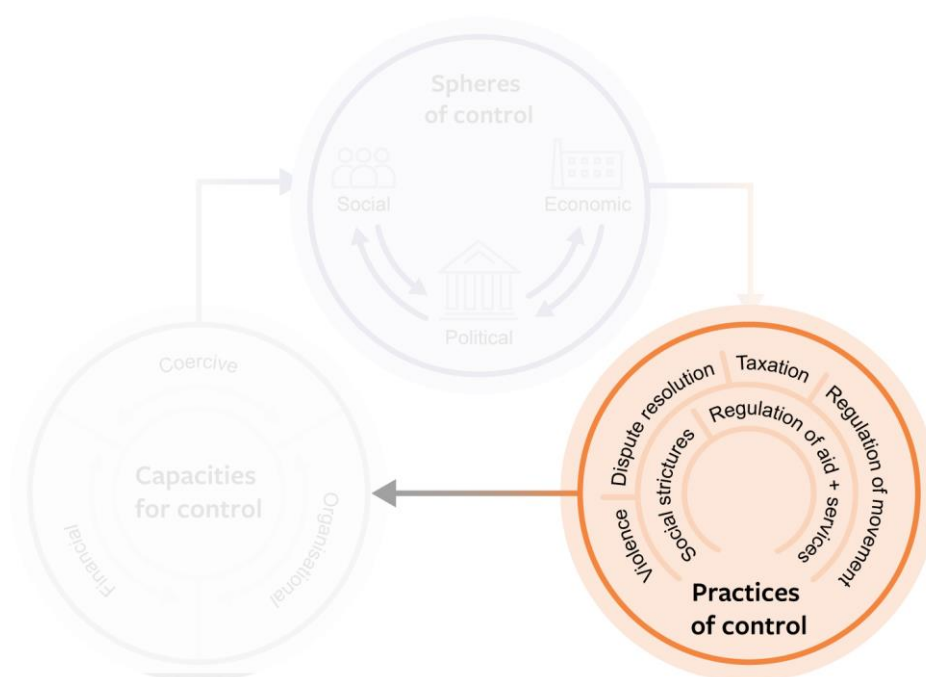 Spheres
of control
Social
Economic
Political
Coercive
Capacities
for control
Financial
Organisational
Dispute resolution
Taxation
Regulation of movement
Violence
Social strictures
Regulation of aid + services
Practices
of control